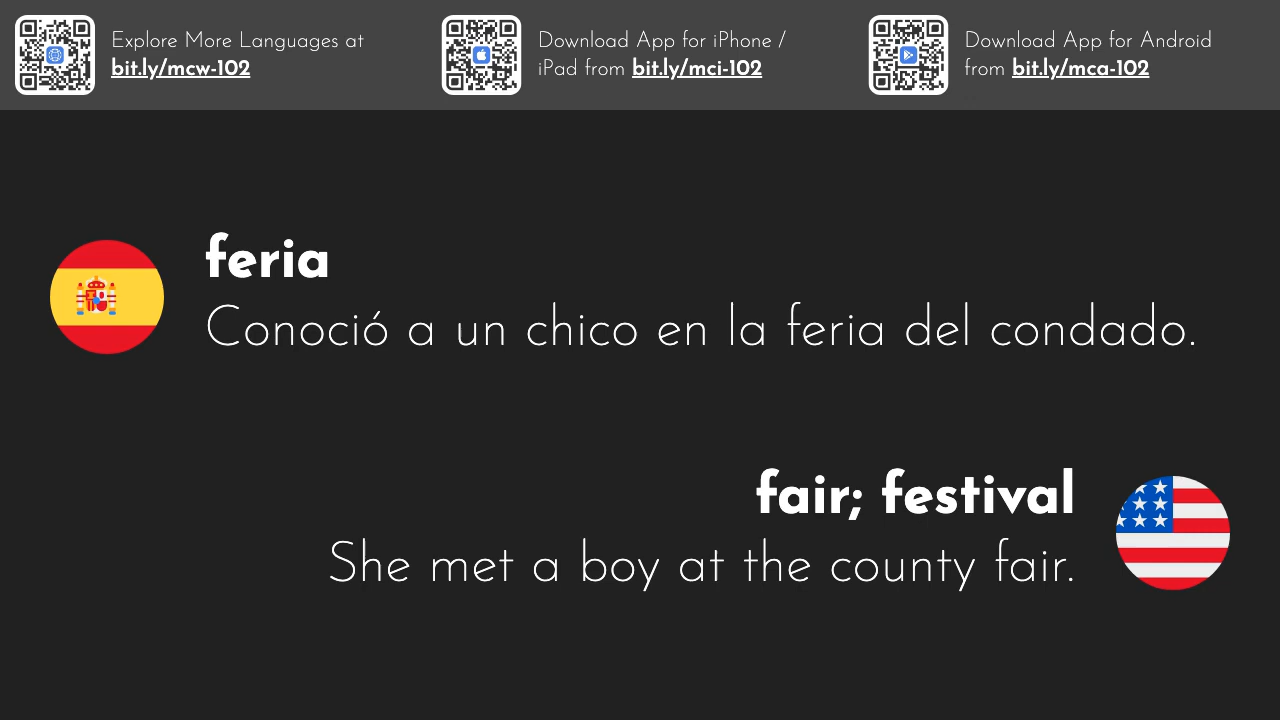 Explore More Languages at
bit.ly/mcw-102
Download App for iPhone /
iPad from bit.ly/mci-102
Download App for Android
from bit.ly/mca-102
feria
Conoció a un chico en la feria del condado.
fair; festival
She met a boy at the county fair.